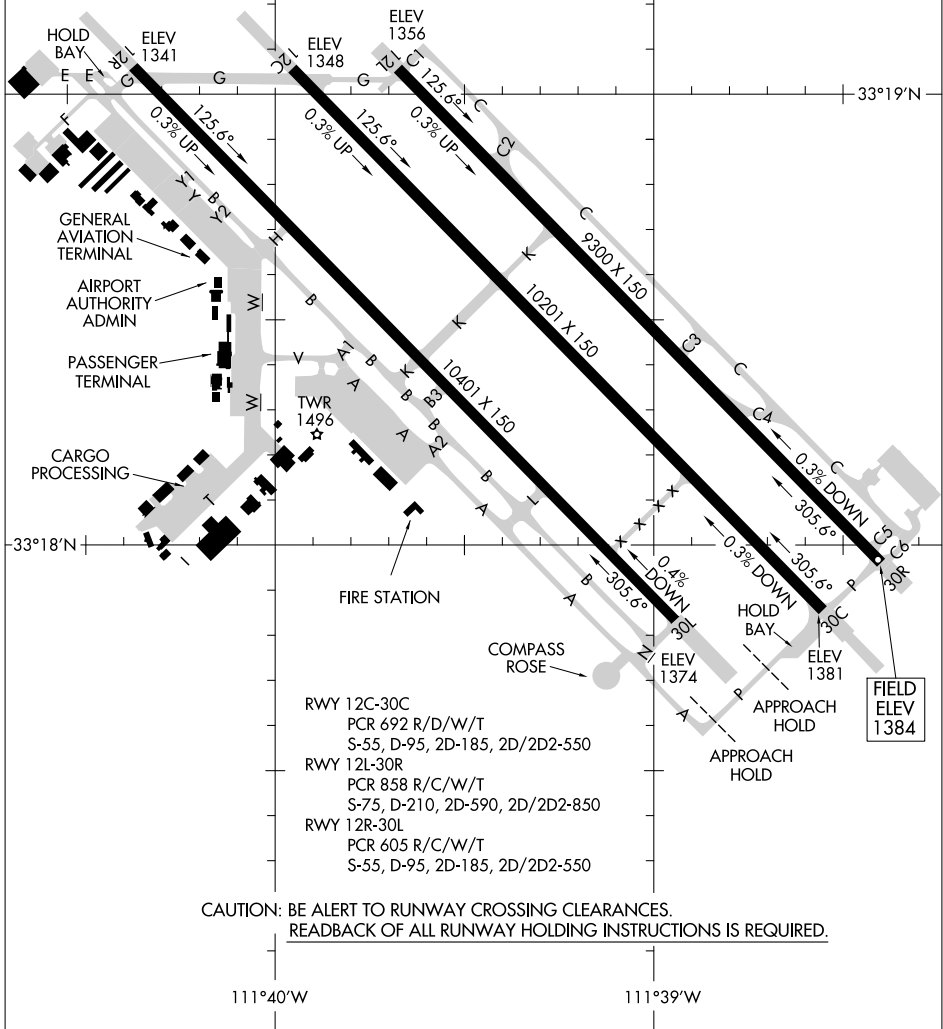 HOLD
BAY
ELEV
1341
ELEV
1348
ELEV
1356
12R
12C
12L
C1
E E G G G
C
33°19'N
F
125.6°
0.3% UP
125.6°
0.3% UP
125.6°
0.3% UP
C2
Y1
Y
B
Y2
C
H
K
GENERAL
AVIATION
TERMINAL
AIRPORT
AUTHORITY
ADMIN
W
B
K
9300 X 150
10201 X 150
PASSENGER
TERMINAL
V
A1
B
A
K
C3
C
W
B
B3
10401 X 150
TWR
1496
A
B
A2
C4
CARGO
PROCESSING
T
B
L
A
X X X X
C
0.3% DOWN
305.6°
33°18'N
I
FIRE STATION
B
A
305.6°
0.4%
DOWN
0.3% DOWN
305.6°
C5
C6
30R
P
30L
30C
HOLD
BAY
COMPASS
ROSE
N
ELEV
1374
ELEV
1381
FIELD
ELEV
1384
A
P
APPROACH
HOLD
APPROACH
HOLD
RWY 12C-30C
PCR 692 R/D/W/T
S-55, D-95, 2D-185, 2D/2D2-550
RWY 12L-30R
PCR 858 R/C/W/T
S-75, D-210, 2D-590, 2D/2D2-850
RWY 12R-30L
PCR 605 R/C/W/T
S-55, D-95, 2D-185, 2D/2D2-550
CAUTION: BE ALERT TO RUNWAY CROSSING CLEARANCES.
READBACK OF ALL RUNWAY HOLDING INSTRUCTIONS IS REQUIRED.
111°40'W
111°39'W